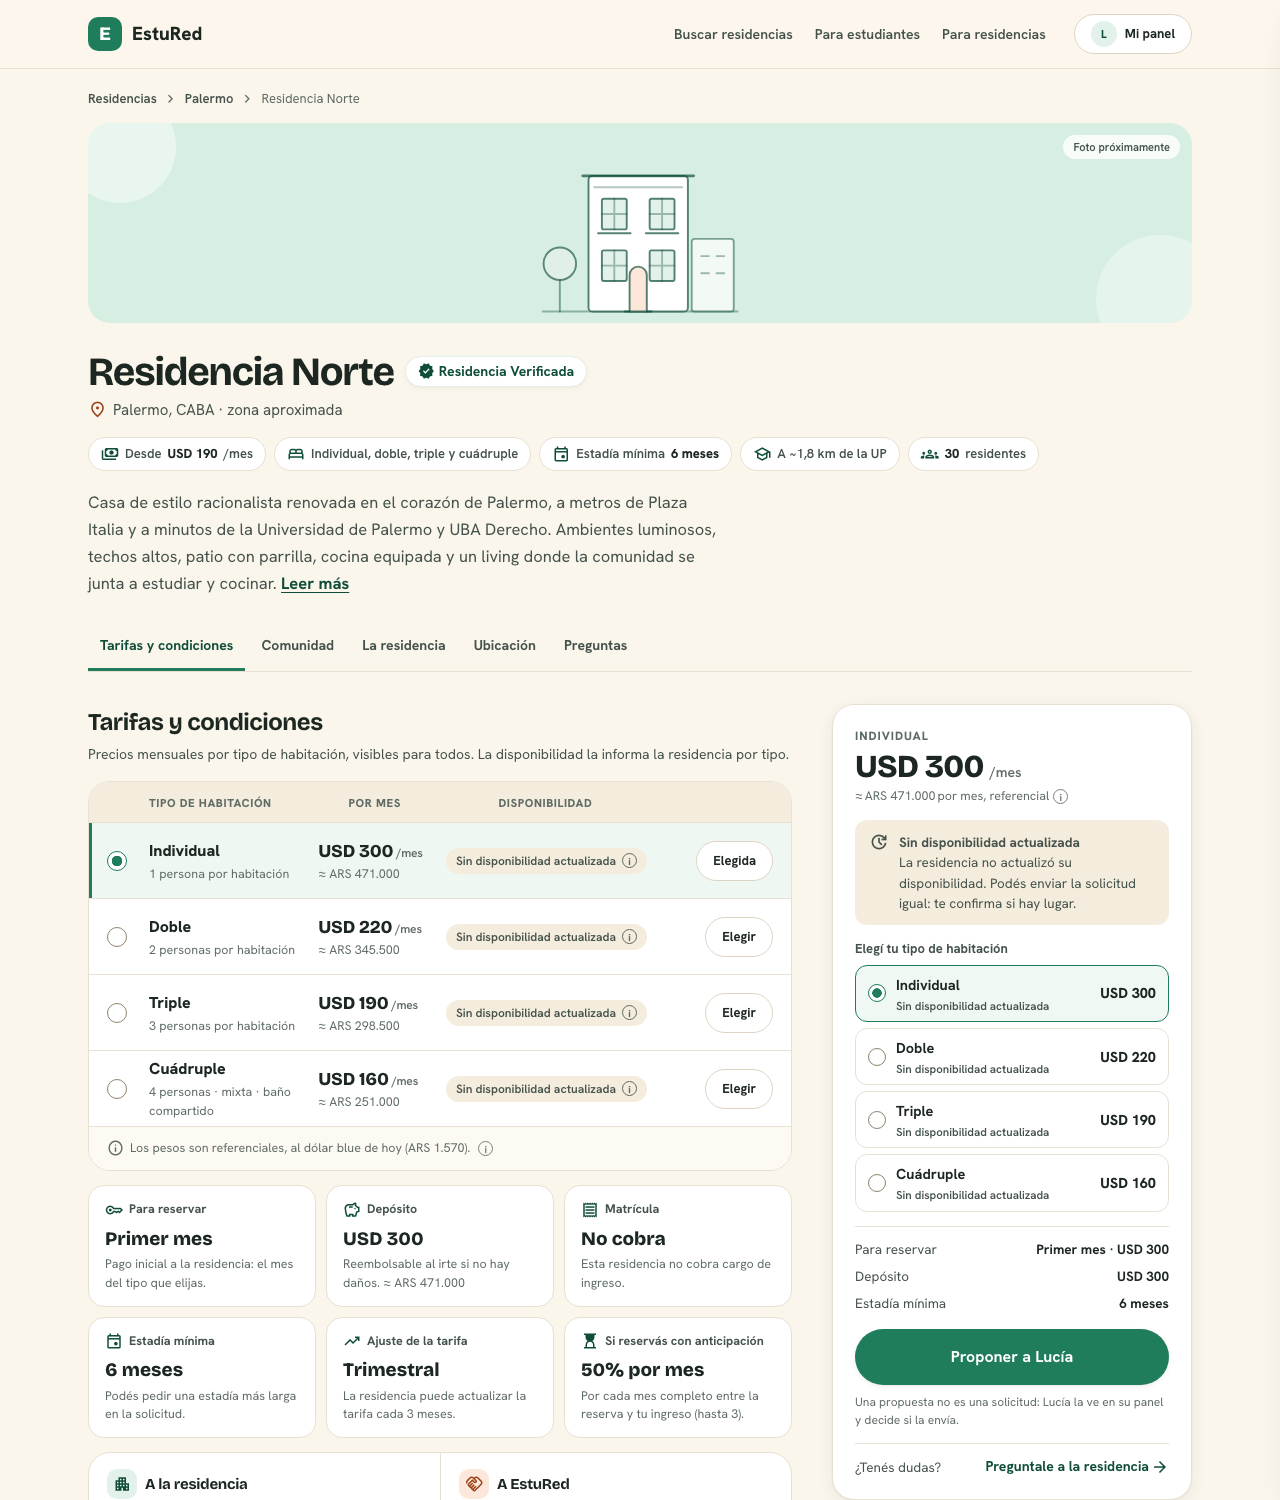 E EstuRed
Buscar residencias Para estudiantes Para residencias L Mi panel
Residencias > Palermo > Residencia Norte
Foto próximamente
Residencia Norte Residencia Verificada
Palermo, CABA · zona aproximada
Desde USD 190 /mes Individual, doble, triple y cuádruple Estadía mínima 6 meses A ~1,8 km de la UP 30 residentes
Casa de estilo racionalista renovada en el corazón de Palermo, a metros de Plaza
Italia y a minutos de la Universidad de Palermo y UBA Derecho. Ambientes luminosos,
techos altos, patio con parrilla, cocina equipada y un living donde la comunidad se
junta a estudiar y cocinar. Leer más
Tarifas y condiciones Comunidad La residencia Ubicación Preguntas
Tarifas y condiciones
Precios mensuales por tipo de habitación, visibles para todos. La disponibilidad la informa la residencia por tipo.
TIPO DE HABITACIÓN POR MES DISPONIBILIDAD
Individual
1 persona por habitación
USD 300 /mes
≈ ARS 471.000
Sin disponibilidad actualizada
Elegida
Doble
2 personas por habitación
USD 220 /mes
≈ ARS 345.500
Sin disponibilidad actualizada
Elegir
Triple
3 personas por habitación
USD 190 /mes
≈ ARS 298.500
Sin disponibilidad actualizada
Elegir
Cuádruple
4 personas · mixta · baño
compartido
USD 160 /mes
≈ ARS 251.000
Sin disponibilidad actualizada
Elegir
Los pesos son referenciales, al dólar blue de hoy (ARS 1.570).
Para reservar
Primer mes
Pago inicial a la residencia: el mes
del tipo que elijas.
Depósito
USD 300
Reembolsable al irte si no hay
daños. ≈ ARS 471.000
Matrícula
No cobra
Esta residencia no cobra cargo de
ingreso.
Estadía mínima
6 meses
Podés pedir una estadía más larga
en la solicitud.
Ajuste de la tarifa
Trimestral
La residencia puede actualizar la
tarifa cada 3 meses.
Si reservás con anticipación
50% por mes
Por cada mes completo entre la
reserva y tu ingreso (hasta 3).
A la residencia
A EstuRed
INDIVIDUAL
USD 300 /mes
≈ ARS 471.000 por mes, referencial
Sin disponibilidad actualizada
La residencia no actualizó su
disponibilidad. Podés enviar la solicitud
igual: te confirma si hay lugar.
Elegí tu tipo de habitación
Individual
Sin disponibilidad actualizada
USD 300
Doble
Sin disponibilidad actualizada
USD 220
Triple
Sin disponibilidad actualizada
USD 190
Cuádruple
Sin disponibilidad actualizada
USD 160
Para reservar Primer mes · USD 300
Depósito USD 300
Estadía mínima 6 meses
Proponer a Lucía
Una propuesta no es una solicitud: Lucía la ve en su panel
y decide si la envía.
¿Tenés dudas? Preguntale a la residencia →